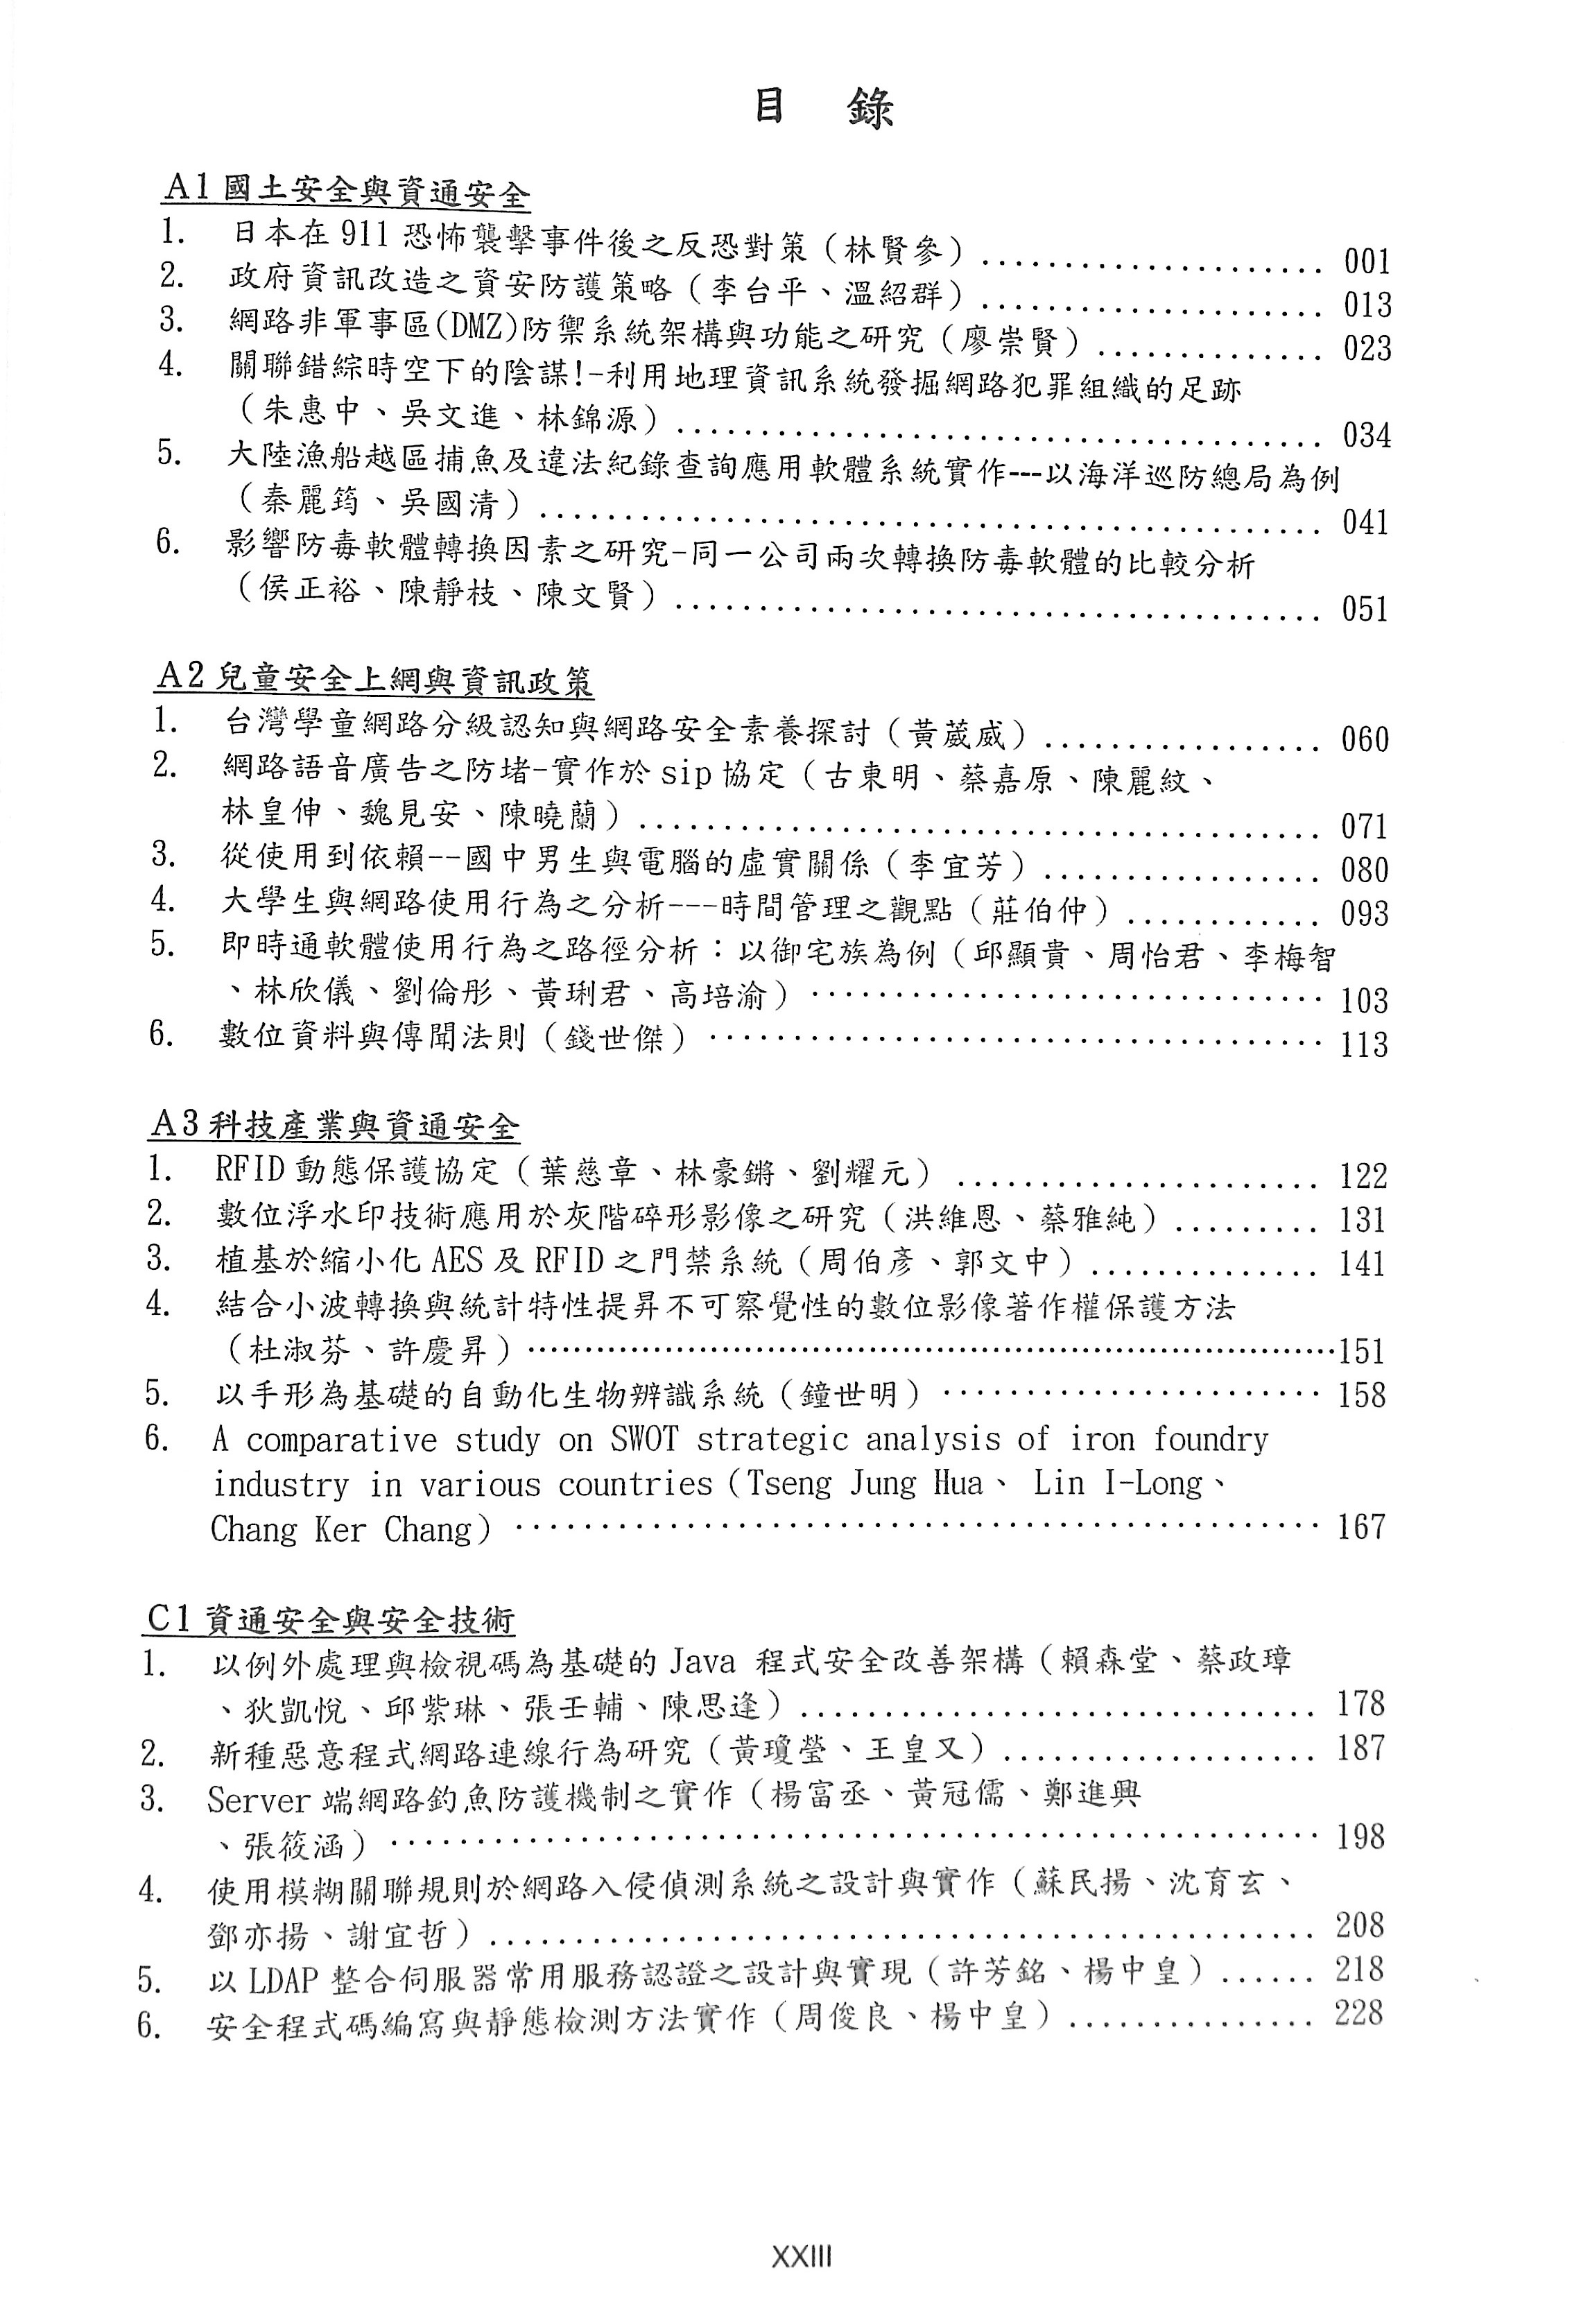 目 錄
A1 國土安全與資通安全
1. 日本在 911 恐怖襲擊事件後之反恐對策（林賢參）..................... 001
2. 政府資訊改造之資安防護策略（李台平、溫紹群）..................... 013
3. 網路非軍事區(DMZ)防禦系統架構與功能之研究（廖崇賢）.............. 023
4. 關聯錯綜時空下的陰謀!-利用地理資訊系統發掘網路犯罪組織的足跡
（朱惠中、吳文進、林錦源）....................................... 034
5. 大陸漁船越區捕魚及違法紀錄查詢應用軟體系統實作---以海洋巡防總局為例
（秦麗筠、吳國清）............................................... 041
6. 影響防毒軟體轉換因素之研究-同一公司兩次轉換防毒軟體的比較分析
（侯正裕、陳靜枝、陳文賢）....................................... 051
A2 兒童安全上網與資訊政策
1. 台灣學童網路分級認知與網路安全素養探討（黃葳威）................. 060
2. 網路語音廣告之防堵-實作於 sip 協定（古東明、蔡嘉原、陳麗紋、
林皇伸、魏見安、陳曉蘭）......................................... 071
3. 從使用到依賴--國中男生與電腦的虛實關係（李宜芳）................. 080
4. 大學生與網路使用行為之分析---時間管理之觀點（莊伯仲）............ 093
5. 即時通軟體使用行為之路徑分析：以御宅族為例（邱顯貴、周怡君、李梅智
、林欣儀、劉倫彤、黃琍君、高培渝）............................... 103
6. 數位資料與傳聞法則（錢世傑）..................................... 113
A3 科技產業與資通安全
1. RFID 動態保護協定（葉慈章、林豪鏘、劉耀元）...................... 122
2. 數位浮水印技術應用於灰階碎形影像之研究（洪維恩、蔡雅純）......... 131
3. 植基於縮小化 AES 及 RFID 之門禁系統（周伯彥、郭文中）.............. 141
4. 結合小波轉換與統計特性提昇不可察覺性的數位影像著作權保護方法
（杜淑芬、許慶昇）...............................................151
5. 以手形為基礎的自動化生物辨識系統（鐘世明）....................... 158
6. A comparative study on SWOT strategic analysis of iron foundry
industry in various countries（Tseng Jung Hua、 Lin I-Long、
Chang Ker Chang）................................................ 167
C1 資通安全與安全技術
1. 以例外處理與檢視碼為基礎的 Java 程式安全改善架構（賴森堂、蔡政璋
、狄凱悅、邱紫琳、張壬輔、陳思逢）............................... 178
2. 新種惡意程式網路連線行為研究（黃瓊瑩、王皇又）................... 187
3. Server 端網路釣魚防護機制之實作（楊富丞、黃冠儒、鄭進興
、張筱涵）....................................................... 198
4. 使用模糊關聯規則於網路入侵偵測系統之設計與實作（蘇民揚、沈育玄、
鄧亦揚、謝宜哲）................................................. 208
5. 以 LDAP 整合伺服器常用服務認證之設計與實現（許芳銘、楊中皇）...... 218
6. 安全程式碼編寫與靜態檢測方法實作（周俊良、楊中皇）............... 228
XXIII